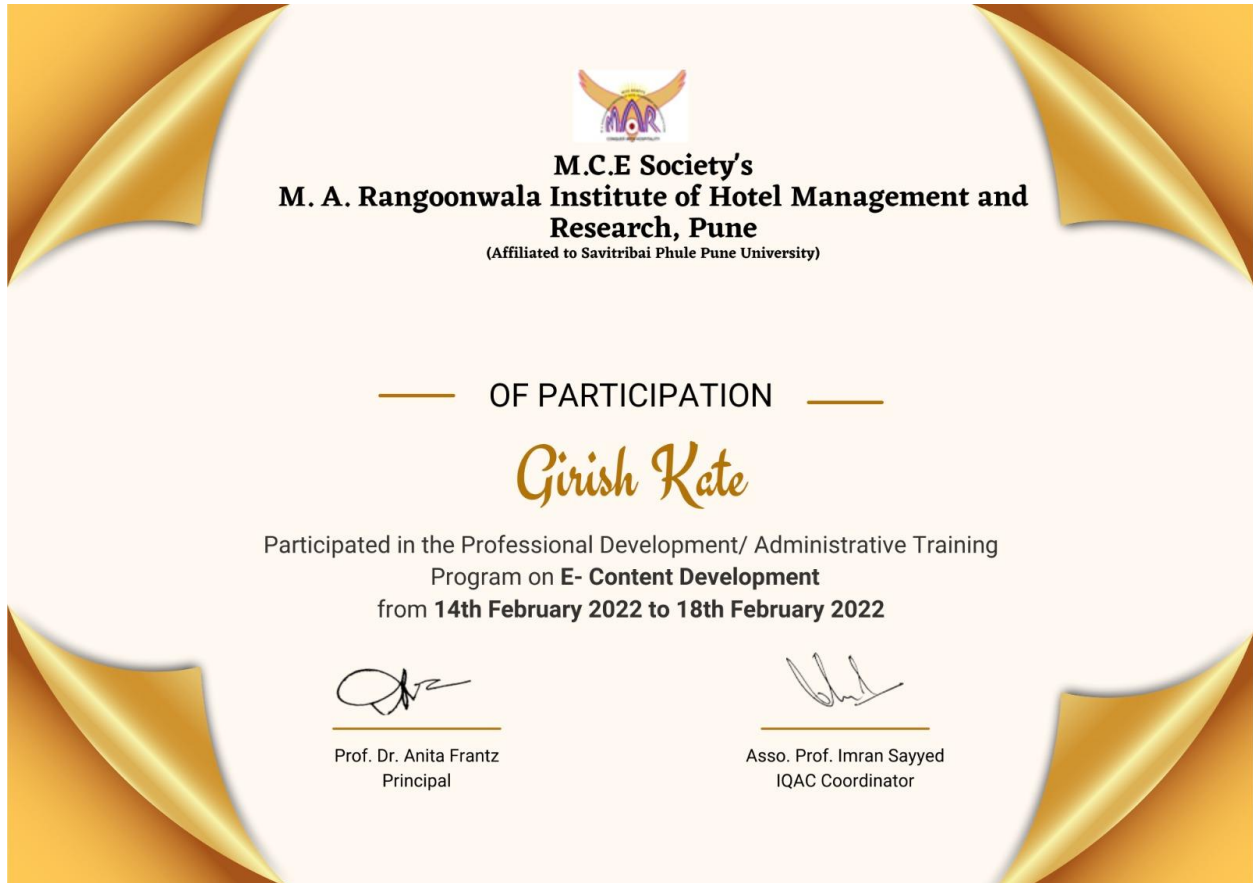 MAR
M.C.E Society's
M. A. Rangoonwala Institute of Hotel Management and
Research, Pune
(Affiliated to Savitribai Phule Pune University)
OF PARTICIPATION
Girish Kate
Participated in the Professional Development/ Administrative Training
Program on E- Content Development
from 14th February 2022 to 18th February 2022
Prof. Dr. Anita Frantz
Principal
Asso. Prof. Imran Sayyed
IQAC Coordinator